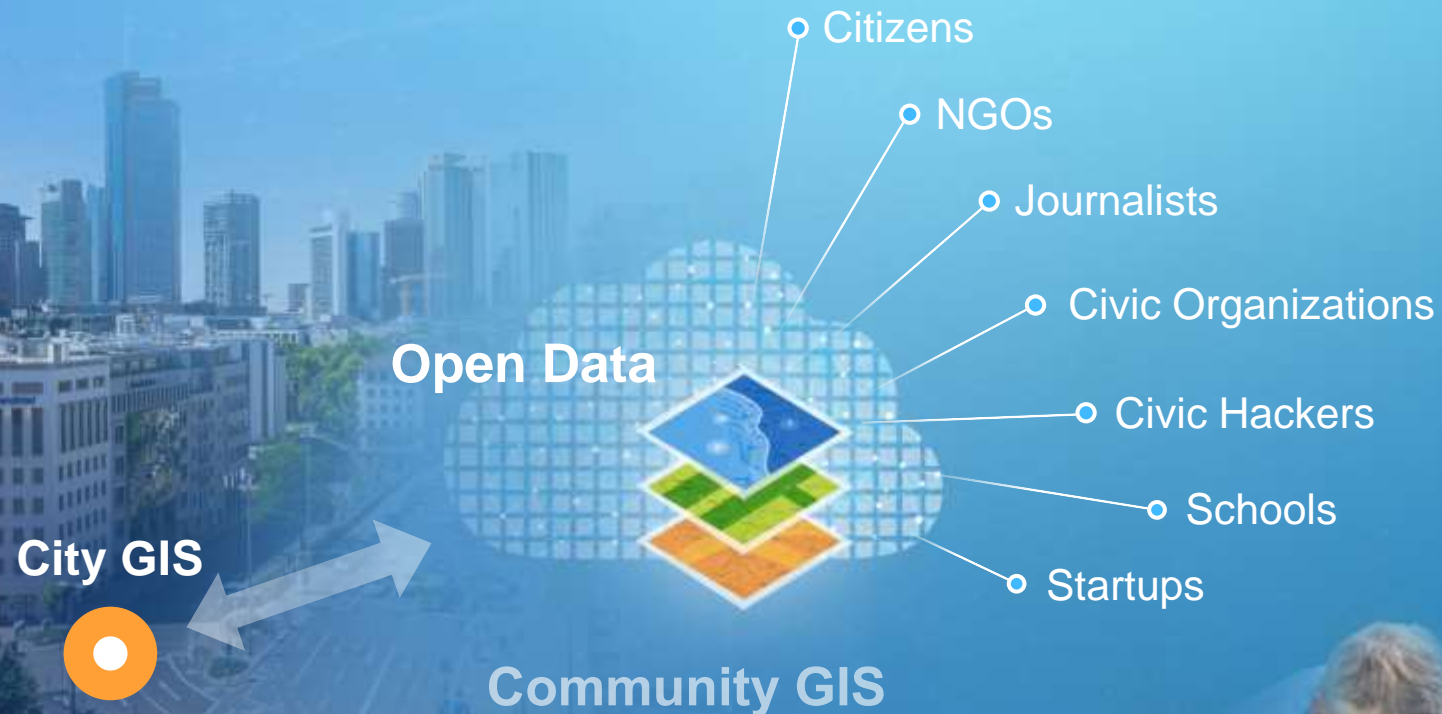 Citizens
NGOs
Journalists
Civic Organizations
Open Data
Civic Hackers
Schools
City GIS
Startups
Community GIS